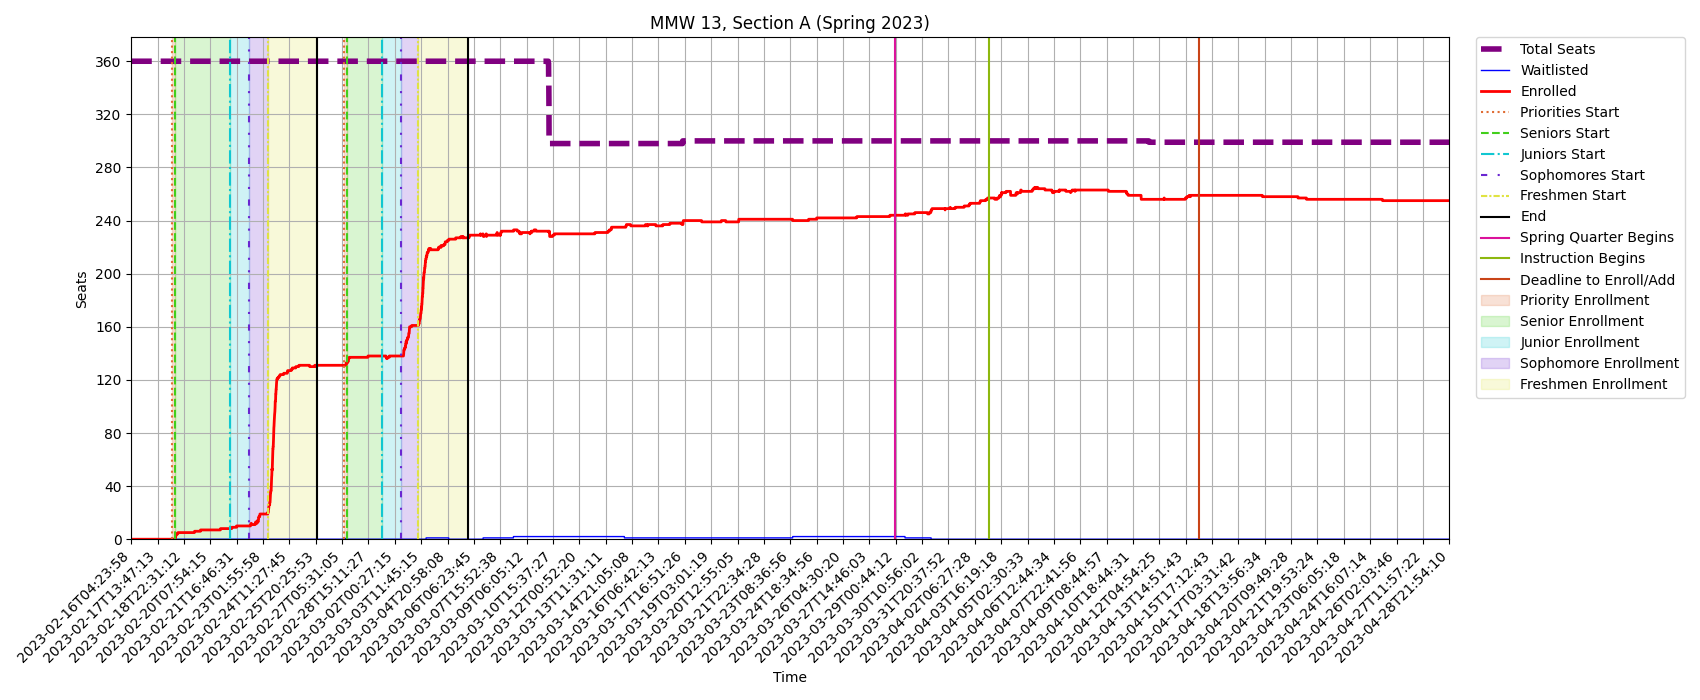 MMW 13, Section A (Spring 2023)
Seats
360
320
280
240
200
160
120
80
40
0
2023-02-16T04:23:58
2023-02-17T13:47:13
2023-02-18T22:31:12
2023-02-20T07:54:15
2023-02-21T16:46:31
2023-02-23T01:55:58
2023-02-24T11:27:45
2023-02-25T20:25:53
2023-02-27T05:31:05
2023-02-28T15:11:27
2023-03-02T00:27:15
2023-03-03T11:45:15
2023-03-04T20:58:08
2023-03-06T06:23:45
2023-03-07T15:52:38
2023-03-09T06:05:12
2023-03-10T15:37:27
2023-03-12T00:52:20
2023-03-13T11:31:11
2023-03-14T21:05:08
2023-03-16T06:42:13
2023-03-17T16:51:26
2023-03-19T03:01:19
2023-03-20T12:55:05
2023-03-21T22:34:28
2023-03-23T08:36:56
2023-03-24T18:34:56
2023-03-26T04:30:20
2023-03-27T14:46:03
2023-03-29T00:44:12
2023-03-30T10:56:02
2023-03-31T20:37:52
2023-04-02T06:27:28
2023-04-03T16:19:18
2023-04-05T02:30:33
2023-04-06T12:44:34
2023-04-07T22:41:56
2023-04-09T08:44:57
2023-04-10T18:44:31
2023-04-12T04:54:25
2023-04-13T14:51:43
2023-04-15T17:12:43
2023-04-17T03:31:42
2023-04-18T13:56:34
2023-04-20T09:49:28
2023-04-21T19:53:24
2023-04-23T06:05:18
2023-04-24T16:07:14
2023-04-26T02:03:46
2023-04-27T11:57:22
2023-04-28T21:54:10
Time
Total Seats
Waitlisted
Enrolled
Priorities Start
Seniors Start
Juniors Start
Sophomores Start
Freshmen Start
End
Spring Quarter Begins
Instruction Begins
Deadline to Enroll/Add
Priority Enrollment
Senior Enrollment
Junior Enrollment
Sophomore Enrollment
Freshmen Enrollment